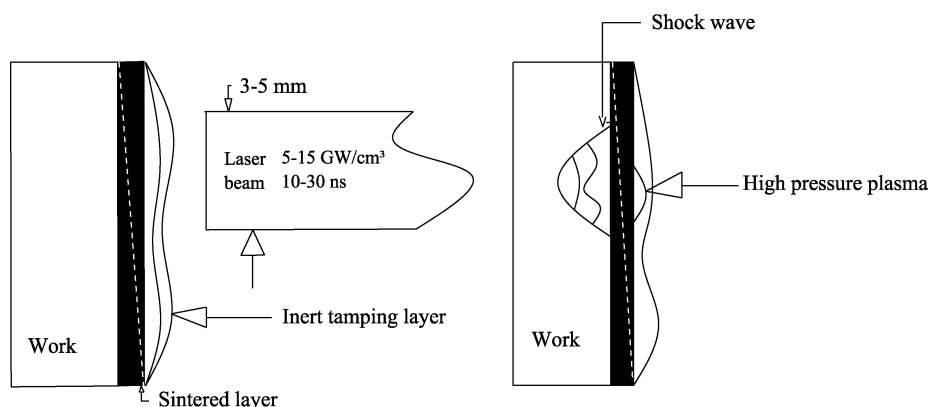 Shock wave
3-5 mm
Laser 5-15 GW/cm³
beam 10-30 ns
High pressure plasma
Inert tamping layer
Work
Work
Sintered layer